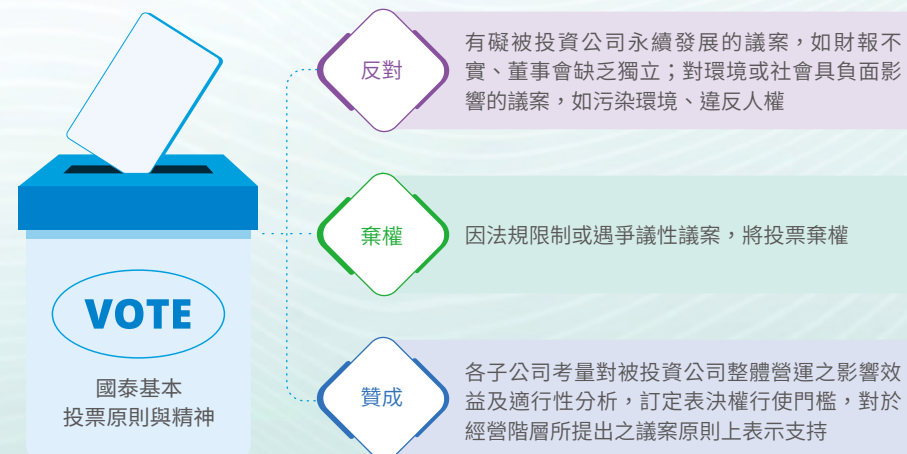 反對
有礙被投資公司永續發展的議案，如財報不
實、董事會缺乏獨立；對環境或社會具負面影
響的議案，如污染環境、違反人權
棄權
因法規限制或遇爭議性議案，將投票棄權
VOTE
國泰基本
投票原則與精神
贊成
各子公司考量對被投資公司整體營運之影響效
益及適行性分析，訂定表決權行使門檻，對於
經營階層所提出之議案原則上表示支持